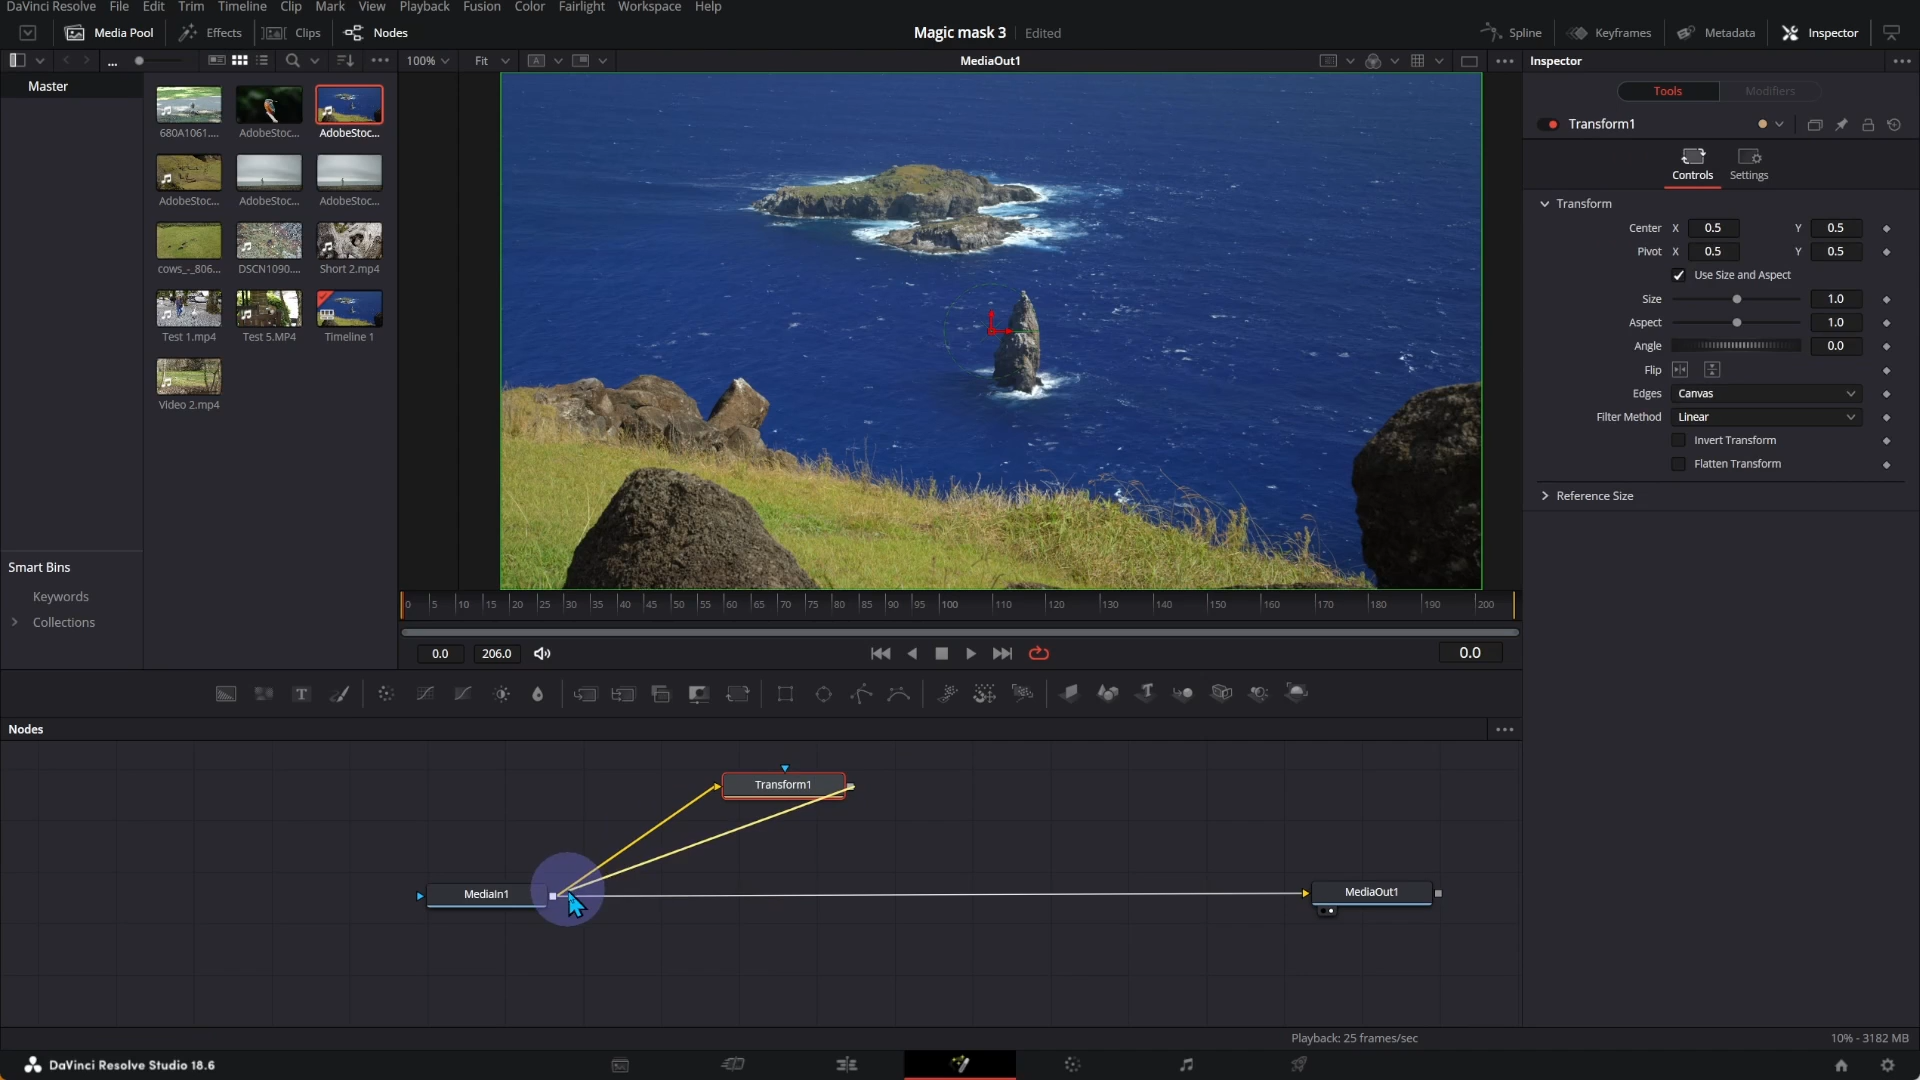 DaVinci Resolve File Edit Trim Timeline Clip Mark View Playback Fusion Color Fairlight Workspace Help
Media Pool Effects Clips Nodes Magic mask 3 Edited Spline Keyframes Metadata Inspector
... 100% Fit A MediaOut1 Inspector
Master
680A1061.... AdobeStoc... AdobeStoc...
AdobeStoc... AdobeStoc... AdobeStoc...
cows_-_806... DSCN1090.... Short 2.mp4
Test 1.mp4 Test 5.MP4 Timeline 1
Video 2.mp4
Smart Bins
Keywords
Collections
Tools Modifiers
Transform1
Controls Settings
Transform
Center X 0.5 Y 0.5
Pivot X 0.5 Y 0.5
Use Size and Aspect
Size 1.0
Aspect 1.0
Angle 0.0
Flip
Edges Canvas
Filter Method Linear
Invert Transform
Flatten Transform
Reference Size
0 5 10 15 20 25 30 35 40 45 50 55 60 65 70 75 80 85 90 95 100 110 120 130 140 150 160 170 180 190 200
0.0 206.0 0.0
T T
Nodes
Transform1
MediaIn1
MediaOut1
Playback: 25 frames/sec 10% - 3182 MB
DaVinci Resolve Studio 18.6